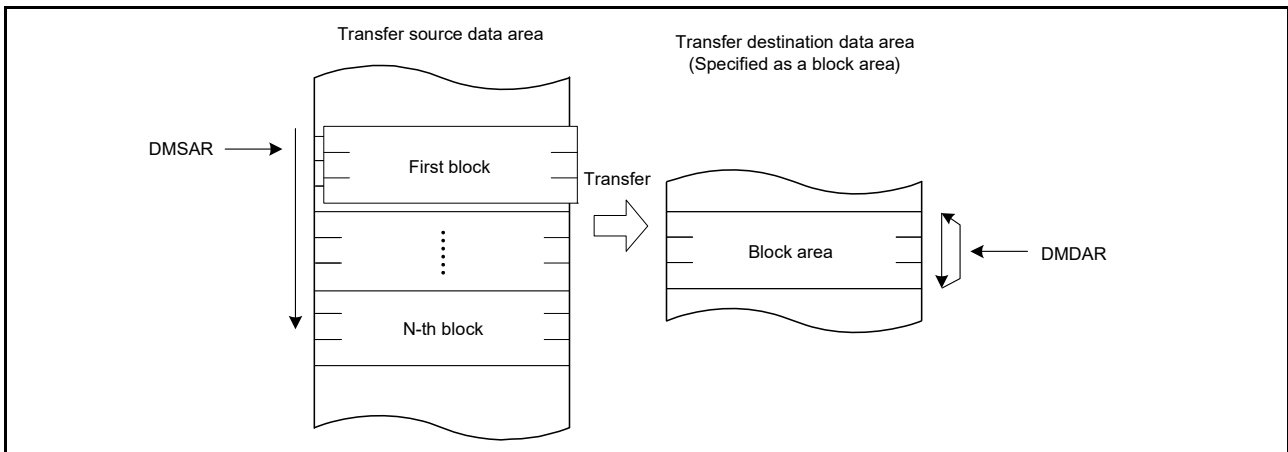 Transfer source data area
Transfer destination data area
(Specified as a block area)
DMSAR
First block
Transfer
Block area
DMDAR
N-th block